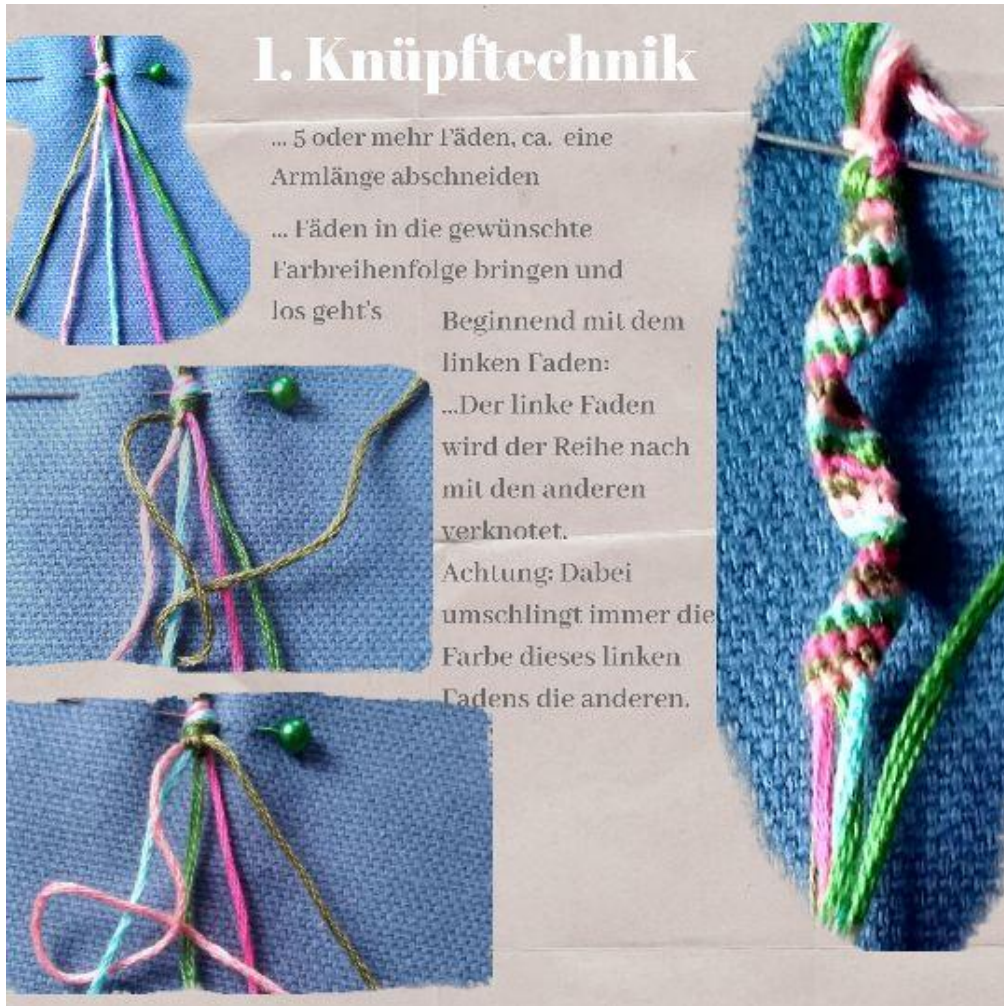 1. Knüpftechnik
... 5 oder mehr Fäden, ca. eine
Armlänge abschneiden
... Fäden in die gewünschte
Farbreihenfolge bringen und
los geht's
Beginnend mit dem
linken Faden:
...Der linke Faden
wird der Reihe nach
mit den anderen
verknotet.
Achtung: Dabei
umschlingt immer die
Farbe dieses linken
Fadens die anderen.